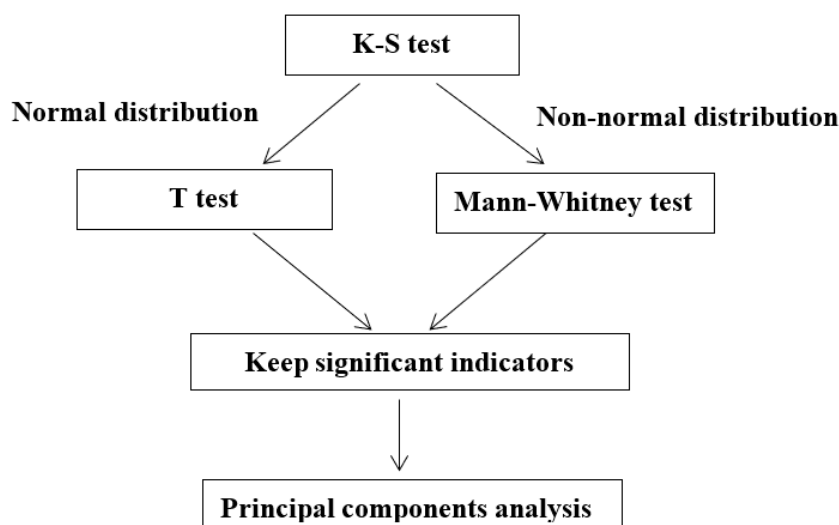 K-S test
Normal distribution
Non-normal distribution
T test
Mann-Whitney test
Keep significant indicators
Principal components analysis